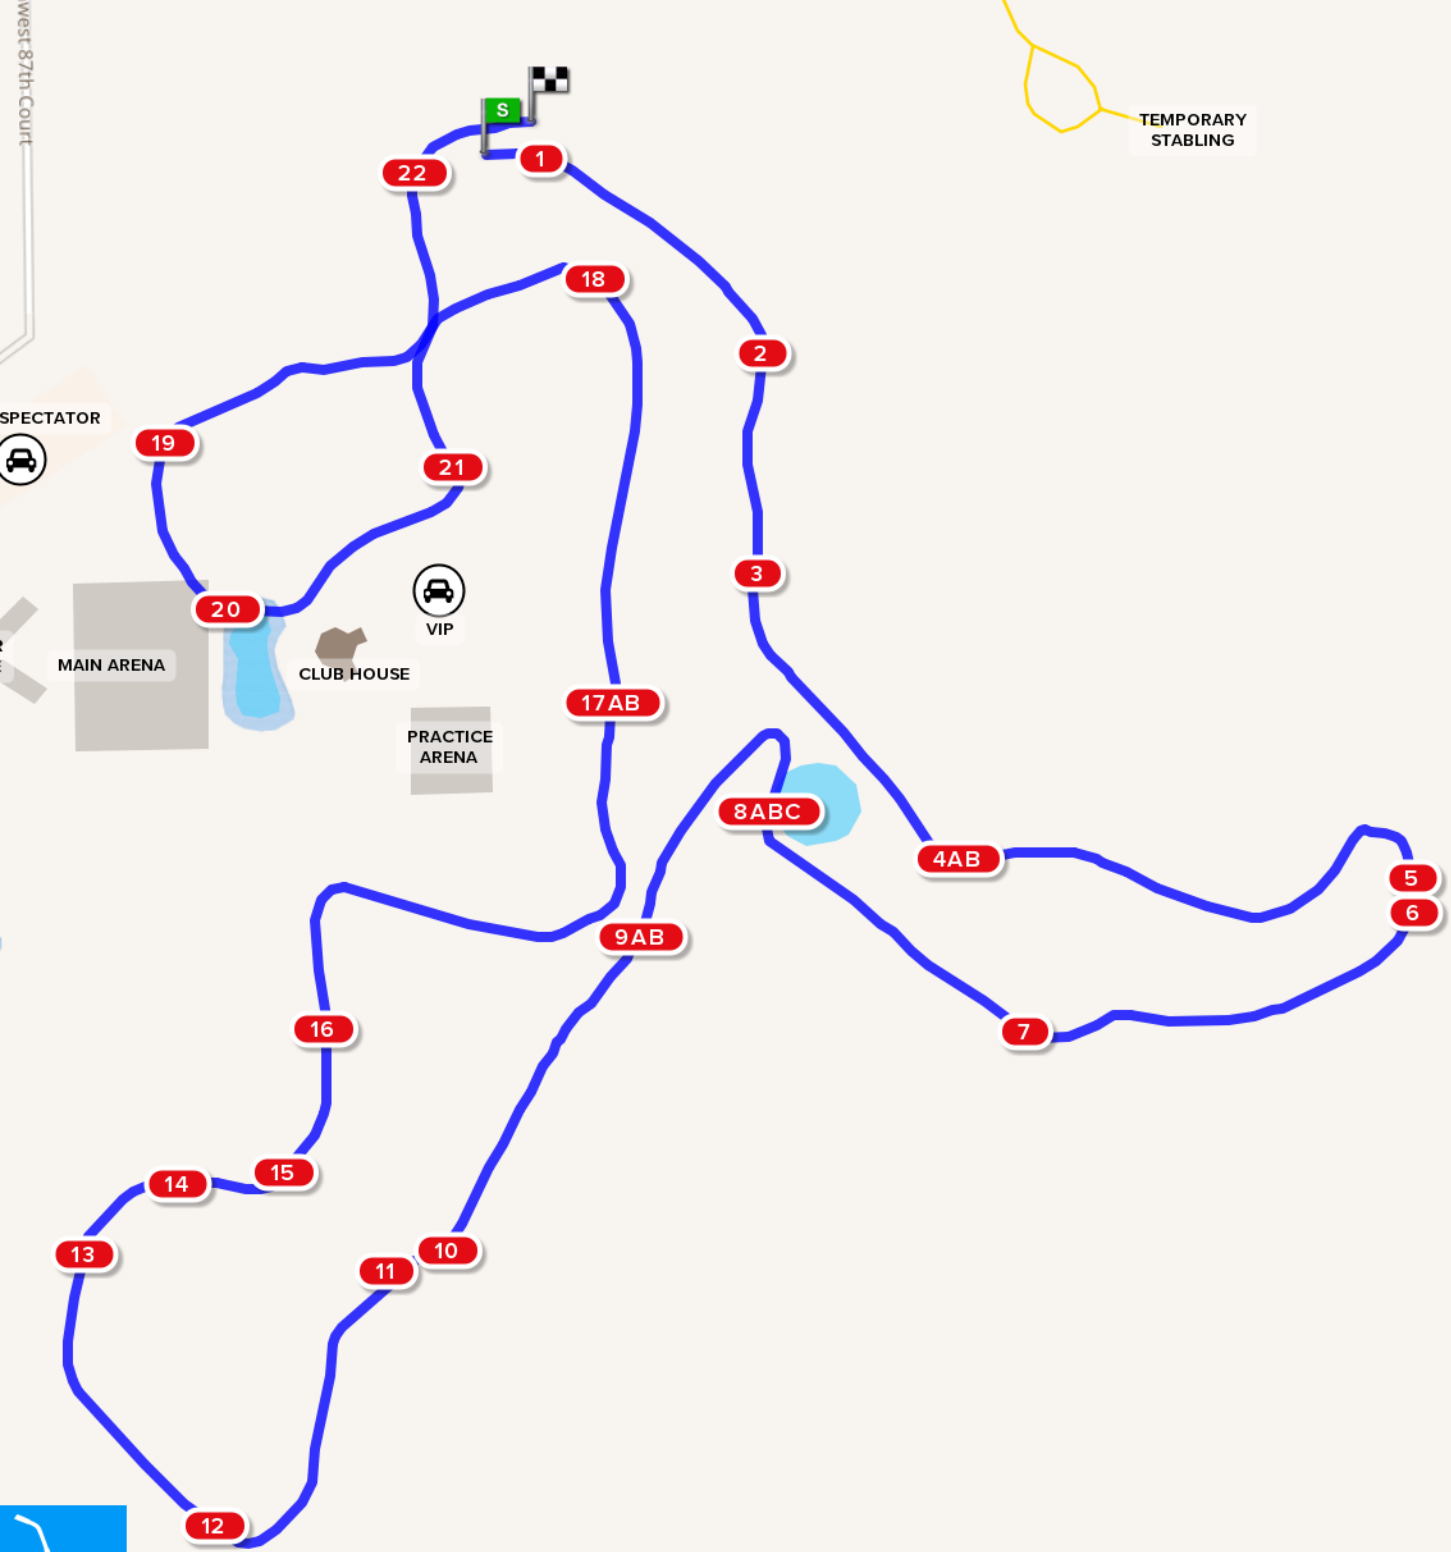 west 87th Court
S
1
22
TEMPORARY
STABLING
18
2
SPECTATOR
19
21
3
20
VIP
MAIN ARENA
CLUB HOUSE
17AB
PRACTICE
ARENA
8ABC
4AB
5
6
9AB
16
7
15
14
13
10
11
12